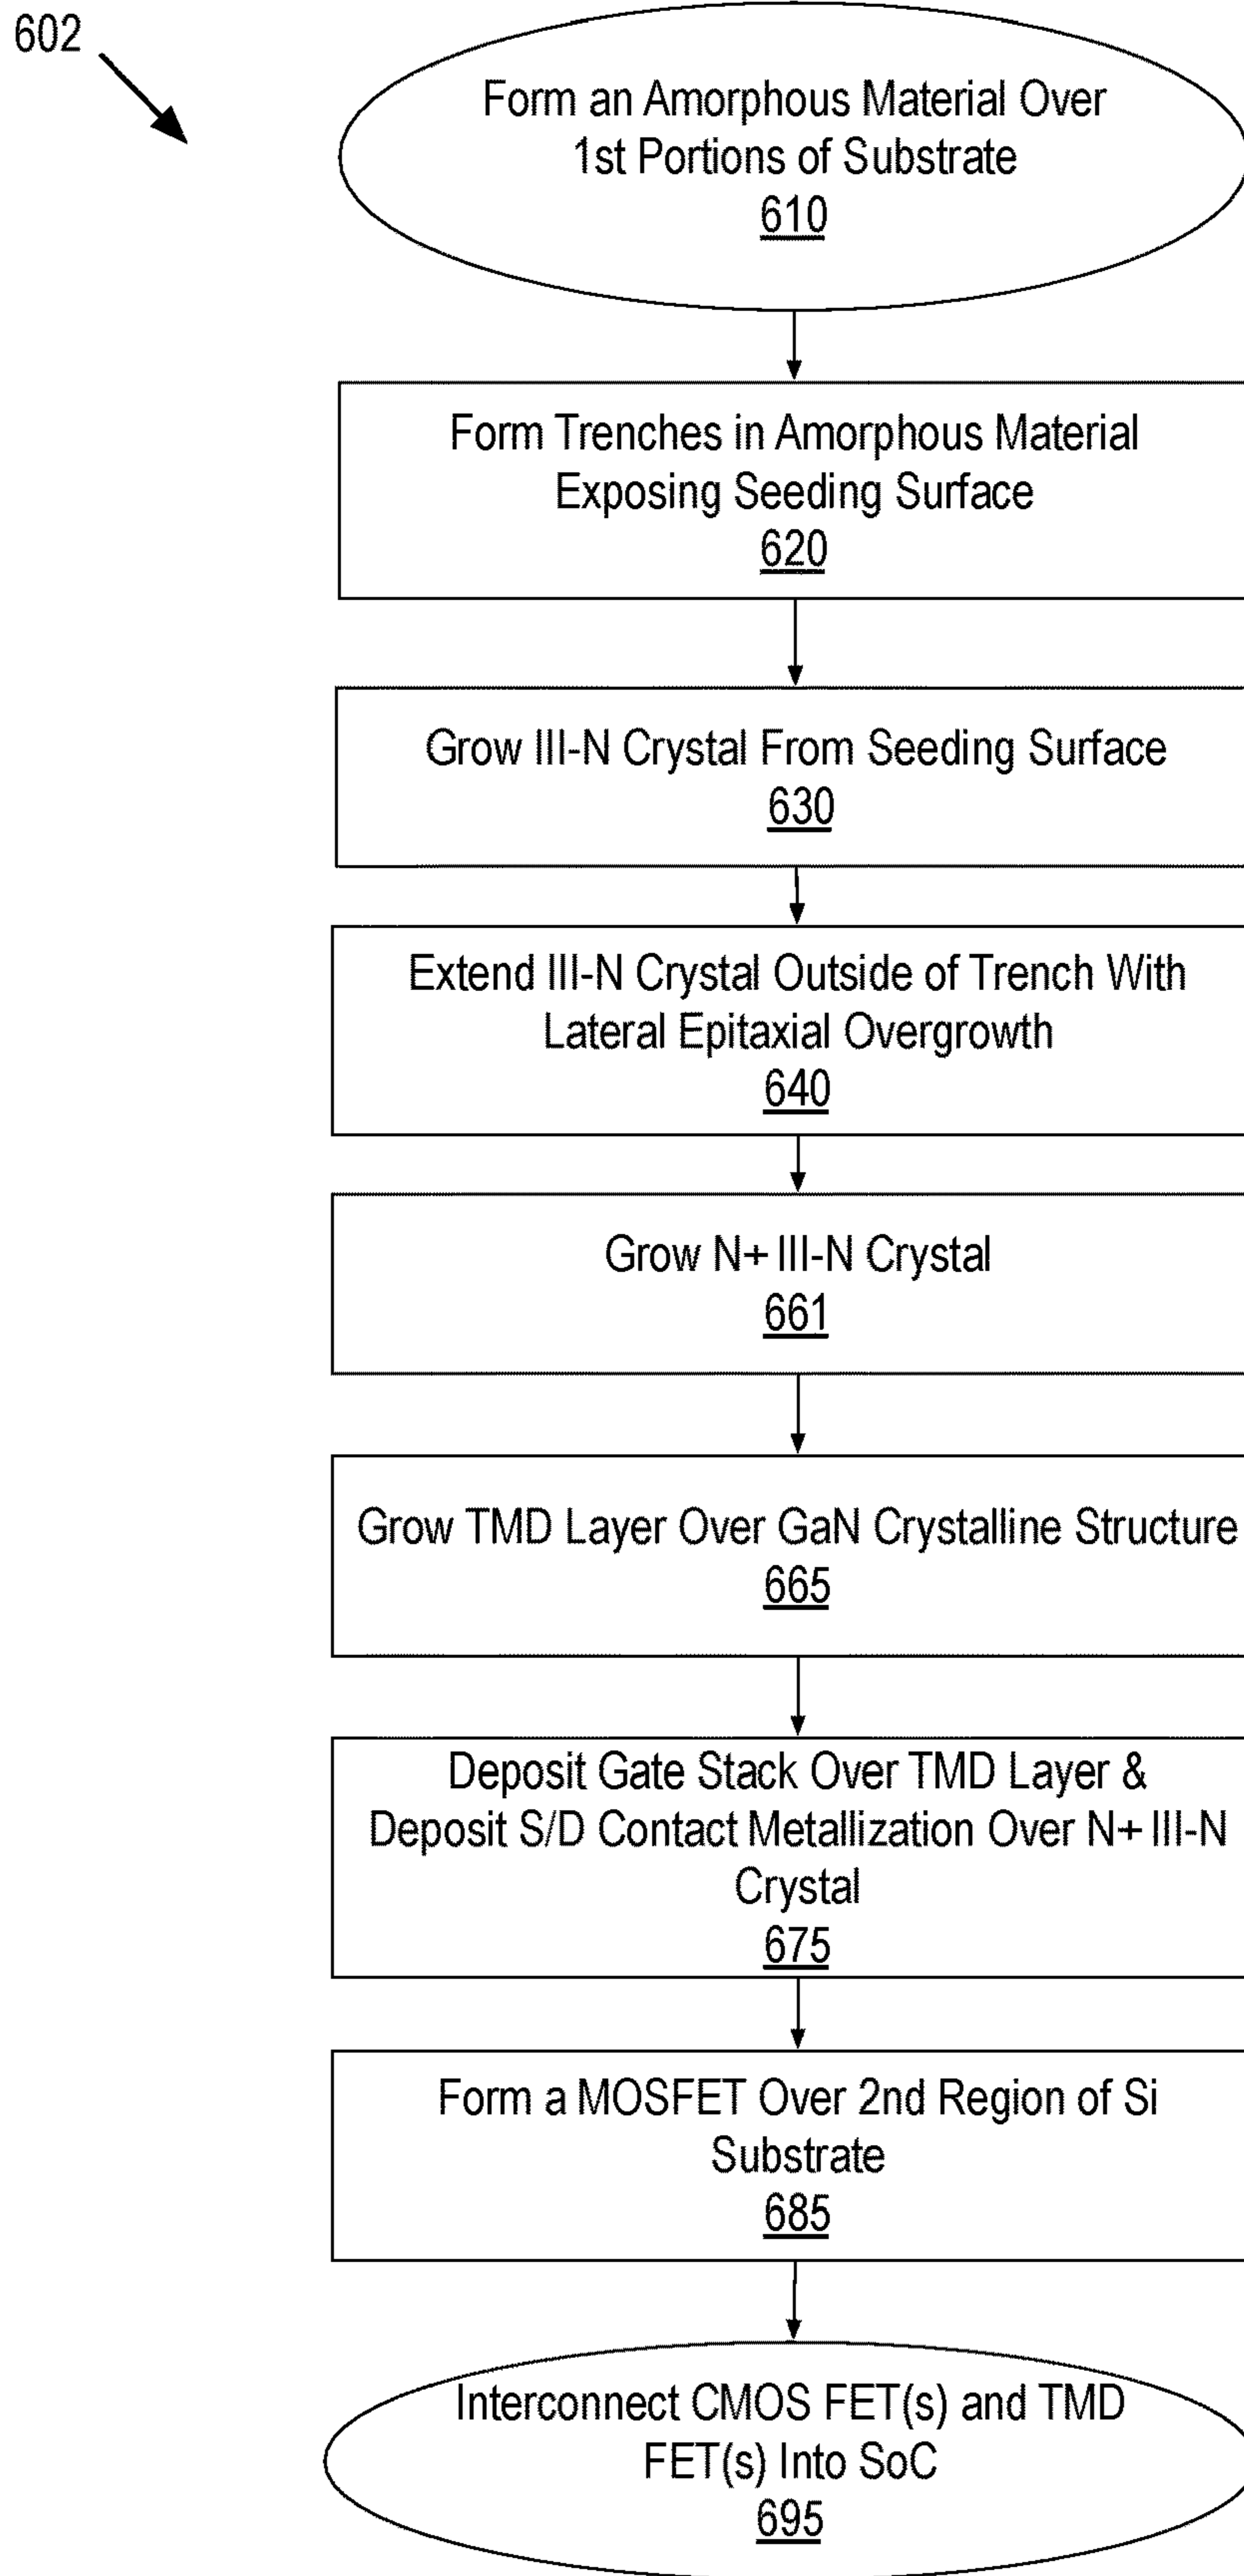 602
Form an Amorphous Material Over
1st Portions of Substrate
610
Form Trenches in Amorphous Material
Exposing Seeding Surface
620
Grow III-N Crystal From Seeding Surface
630
Extend III-N Crystal Outside of Trench With
Lateral Epitaxial Overgrowth
640
Grow N+ III-N Crystal
661
Grow TMD Layer Over GaN Crystalline Structure
665
Deposit Gate Stack Over TMD Layer &
Deposit S/D Contact Metallization Over N+ III-N
Crystal
675
Form a MOSFET Over 2nd Region of Si
Substrate
685
Interconnect CMOS FET(s) and TMD
FET(s) Into SoC
695